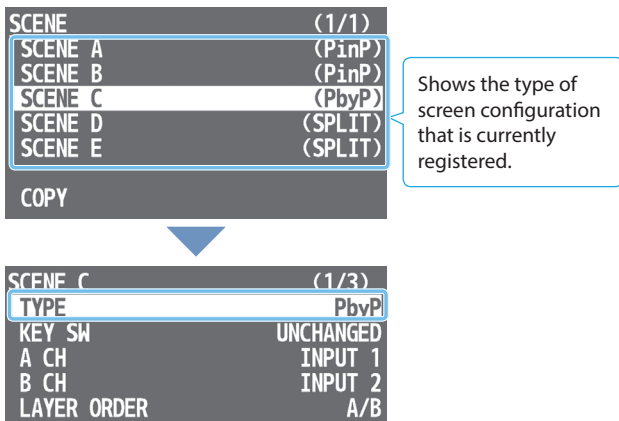 SCENE (1/1)
SCENE A (PinP)
SCENE B (PinP)
SCENE C (PbyP)
SCENE D (SPLIT)
SCENE E (SPLIT)
COPY
Shows the type of
screen configuration
that is currently
registered.
SCENE C (1/3)
TYPE PbyP
KEY SW UNCHANGED
A CH INPUT 1
B CH INPUT 2
LAYER ORDER A/B